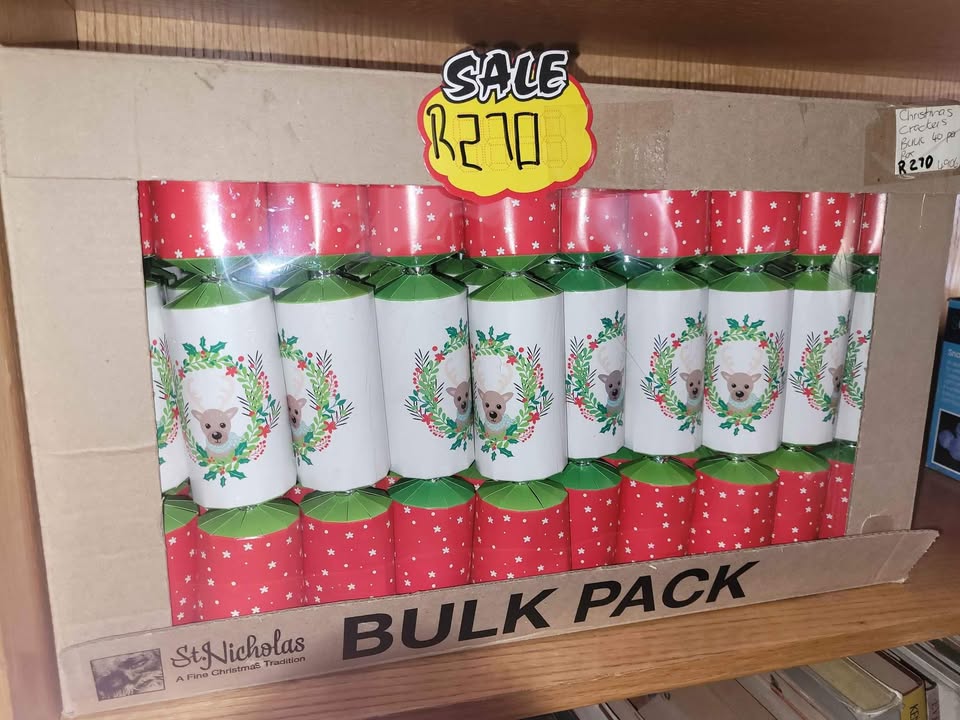 SALE
R270
Christmas
Crackers
Bulk 40 per
Box
R270
St.Nicholas
A Fine Christmas Tradition
BULK PACK